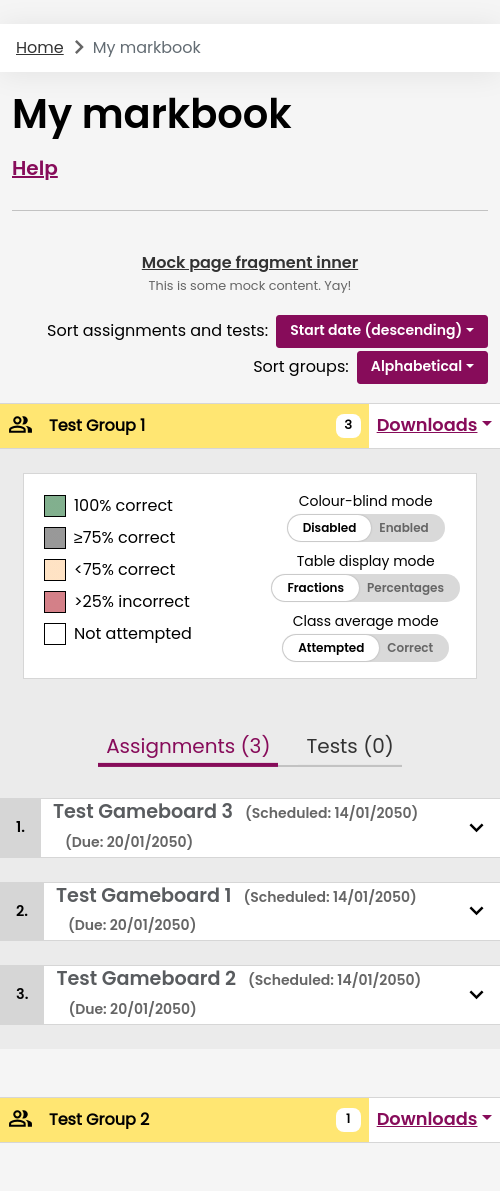 Home > My markbook
My markbook
Help
Mock page fragment inner
This is some mock content. Yay!
Sort assignments and tests: Start date (descending)
Sort groups: Alphabetical
Test Group 1 3 Downloads
100% correct
≥75% correct
<75% correct
>25% incorrect
Not attempted
Colour-blind mode
Disabled Enabled
Table display mode
Fractions Percentages
Class average mode
Attempted Correct
Assignments (3) Tests (0)
1. Test Gameboard 3 (Scheduled: 14/01/2050)
(Due: 20/01/2050)
2. Test Gameboard 1 (Scheduled: 14/01/2050)
(Due: 20/01/2050)
3. Test Gameboard 2 (Scheduled: 14/01/2050)
(Due: 20/01/2050)
Test Group 2 1 Downloads